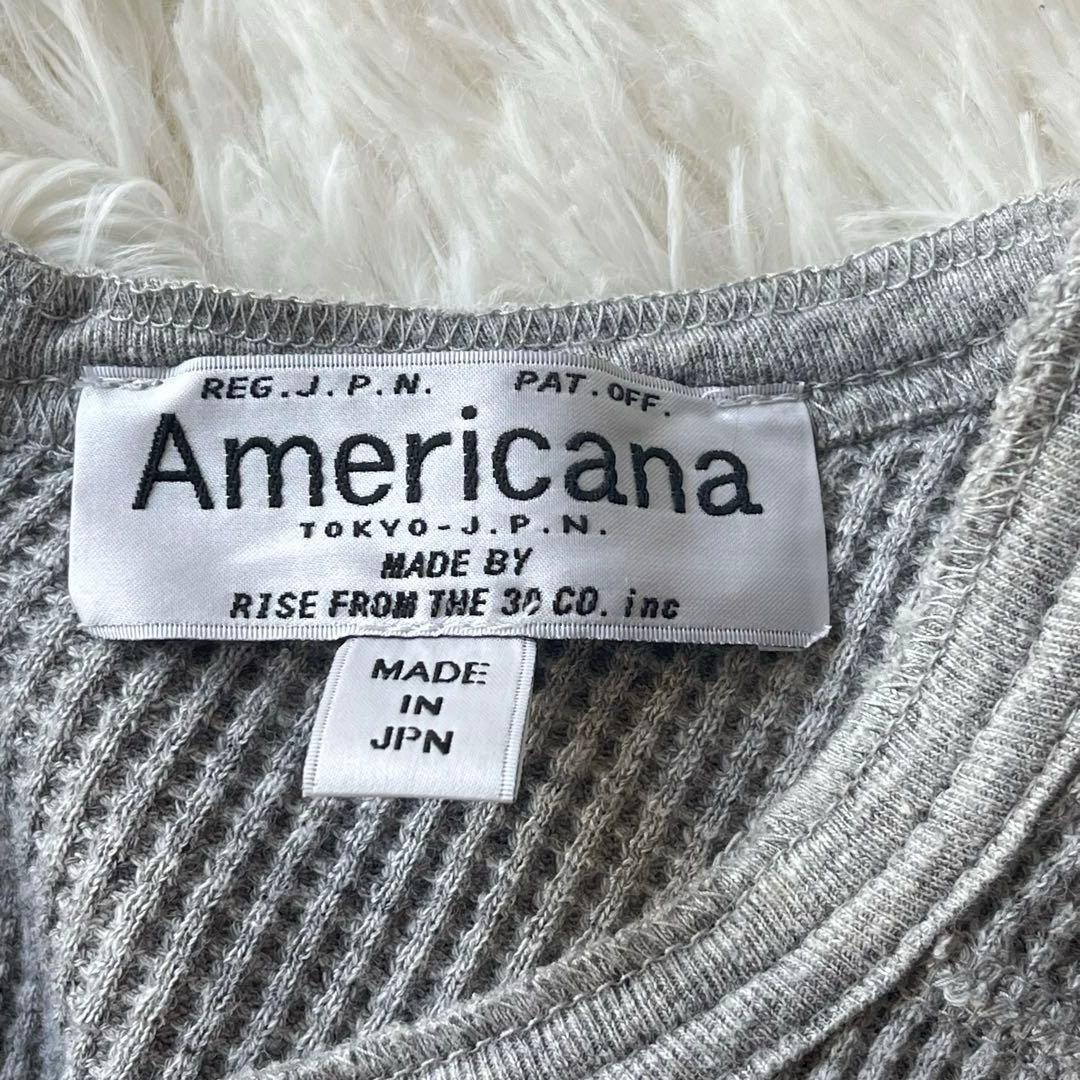 REG.J.P.N. PAT.OFF.
Americana
TOKYO-J.P.N.
MADE BY
RISE FROM THE 30 CO. inc
MADE
IN
JPN